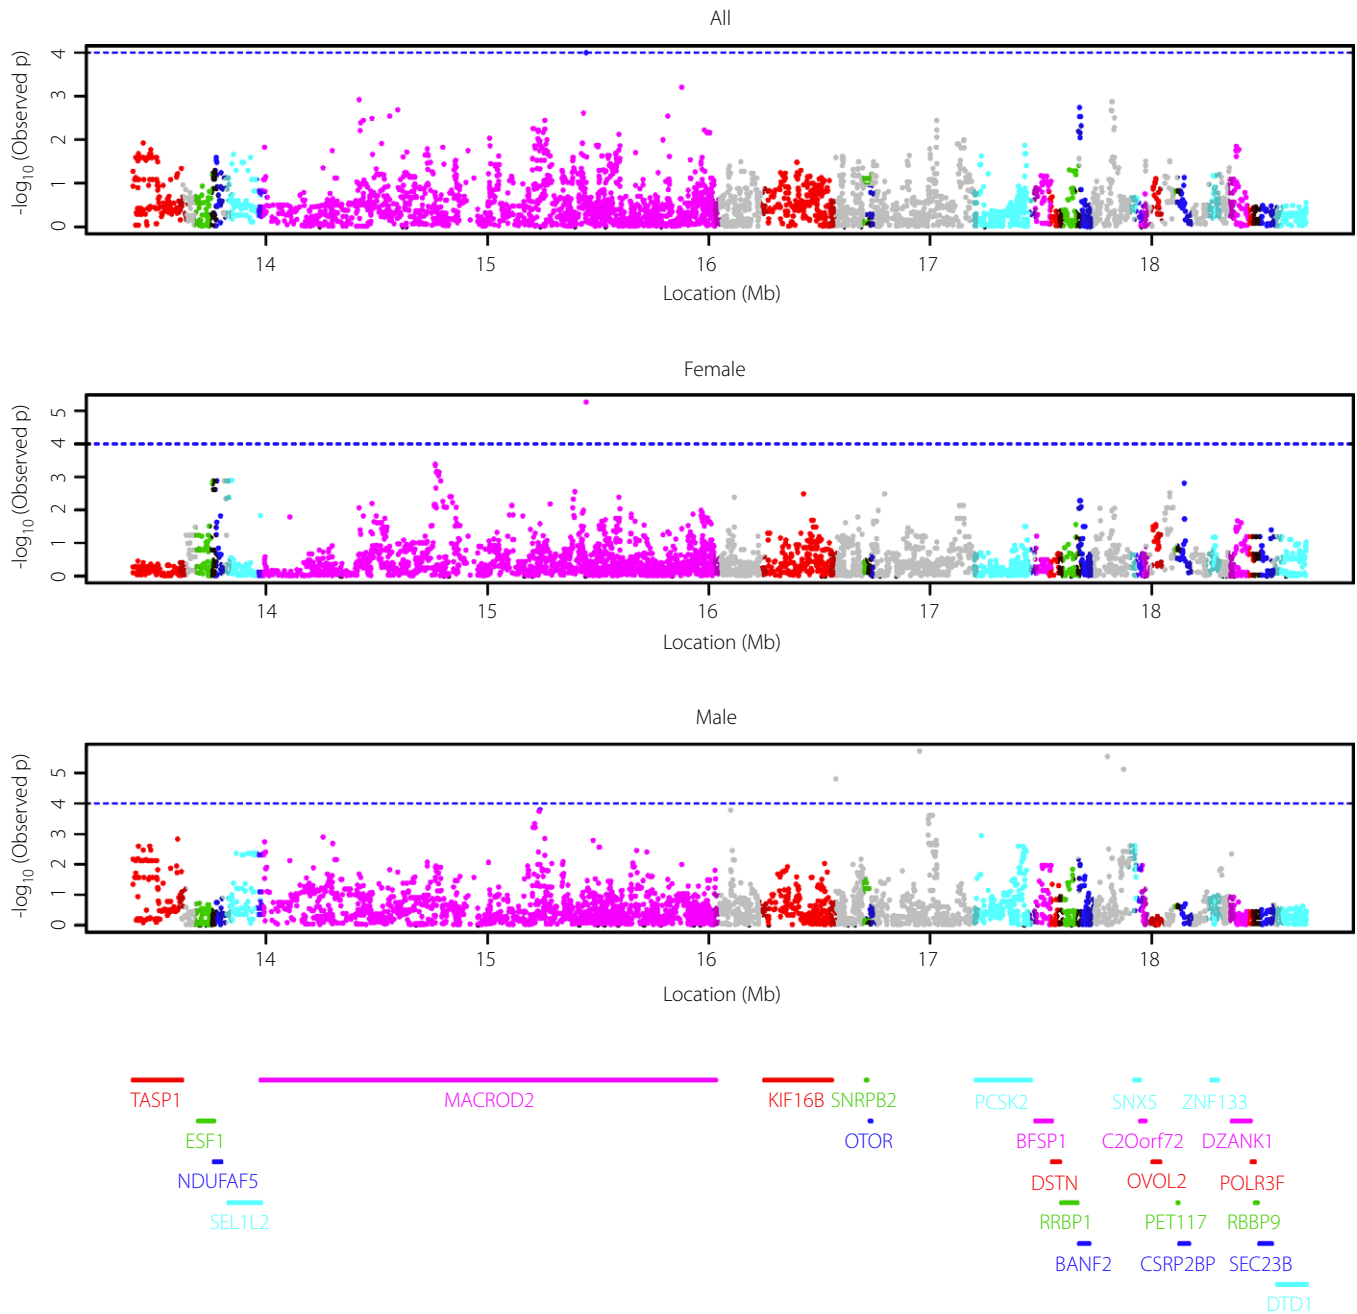 All
-log10 (Observed p)
4
3
2
1
0
14 15 16 17 18
Location (Mb)
Female
-log10 (Observed p)
5
4
3
2
1
0
14 15 16 17 18
Location (Mb)
Male
-log10 (Observed p)
5
4
3
2
1
0
14 15 16 17 18
Location (Mb)
TASP1 MACROD2 KIF16B SNRPB2 PCSK2 SNX5 ZNF133
ESF1 OTOR BFSP1 C2Oorf72 DZANK1
NDUFAF5 DSTN OVOL2 POLR3F
SEL1L2 RRBP1 PET117 RBBP9
BANF2 CSRP2BP SEC23B
DTD1